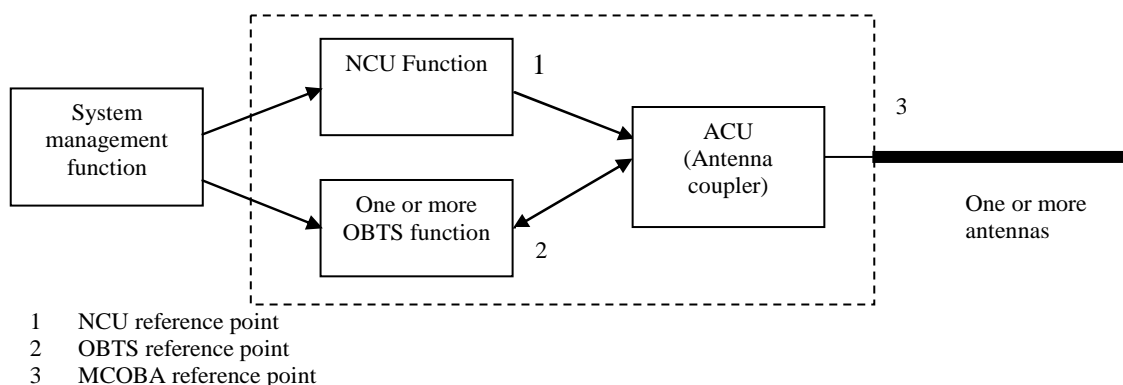 NCU Function
1
System
management
function
ACU
(Antenna
coupler)
3
One or more
OBTS function
2
One or more
antennas
1 NCU reference point
2 OBTS reference point
3 MCOBA reference point